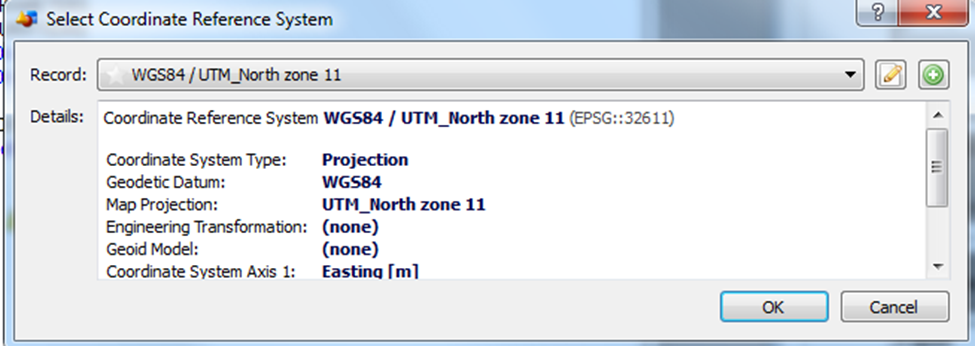 Select Coordinate Reference System
?
Record: WGS84 / UTM_North zone 11
Details: Coordinate Reference System WGS84 / UTM_North zone 11 (EPSG::32611)
Coordinate System Type: Projection
Geodetic Datum: WGS84
Map Projection: UTM_North zone 11
Engineering Transformation: (none)
Geoid Model: (none)
Coordinate System Axis 1: Easting [m]
OK Cancel